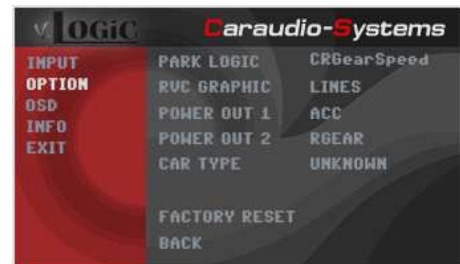 v.LOGiC Caraudio-Systems
INPUT
OPTION
OSD
INFO
EXIT
PARK LOGIC CRGearSpeed
RVC GRAPHIC LINES
POWER OUT 1 ACC
POWER OUT 2 RGEAR
CAR TYPE UNKNOWN
FACTORY RESET
BACK